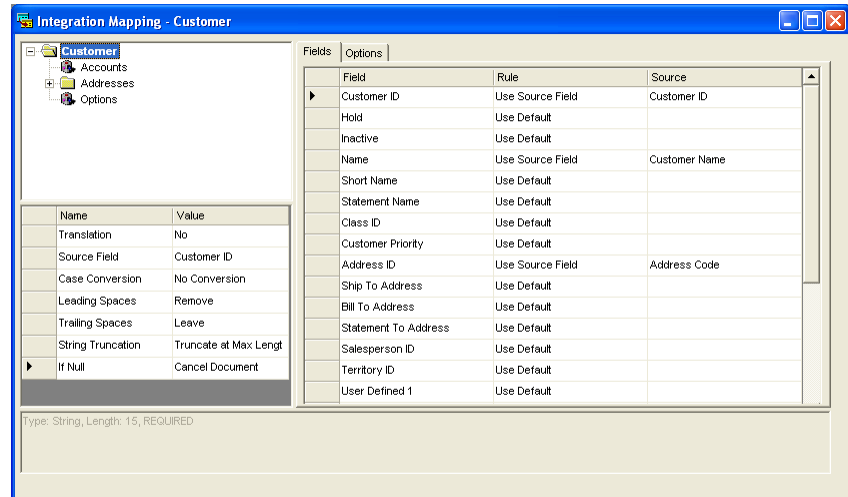 Integration Mapping - Customer
Customer
Accounts
Addresses
Options
Name Value
Translation No
Source Field Customer ID
Case Conversion No Conversion
Leading Spaces Remove
Trailing Spaces Leave
String Truncation Truncate at Max Lengt
If Null Cancel Document
Fields Options
Field Rule Source
Customer ID Use Source Field Customer ID
Hold Use Default
Inactive Use Default
Name Use Source Field Customer Name
Short Name Use Default
Statement Name Use Default
Class ID Use Default
Customer Priority Use Default
Address ID Use Source Field Address Code
Ship To Address Use Default
Bill To Address Use Default
Statement To Address Use Default
Salesperson ID Use Default
Territory ID Use Default
User Defined 1 Use Default
Type: String, Length: 15, REQUIRED